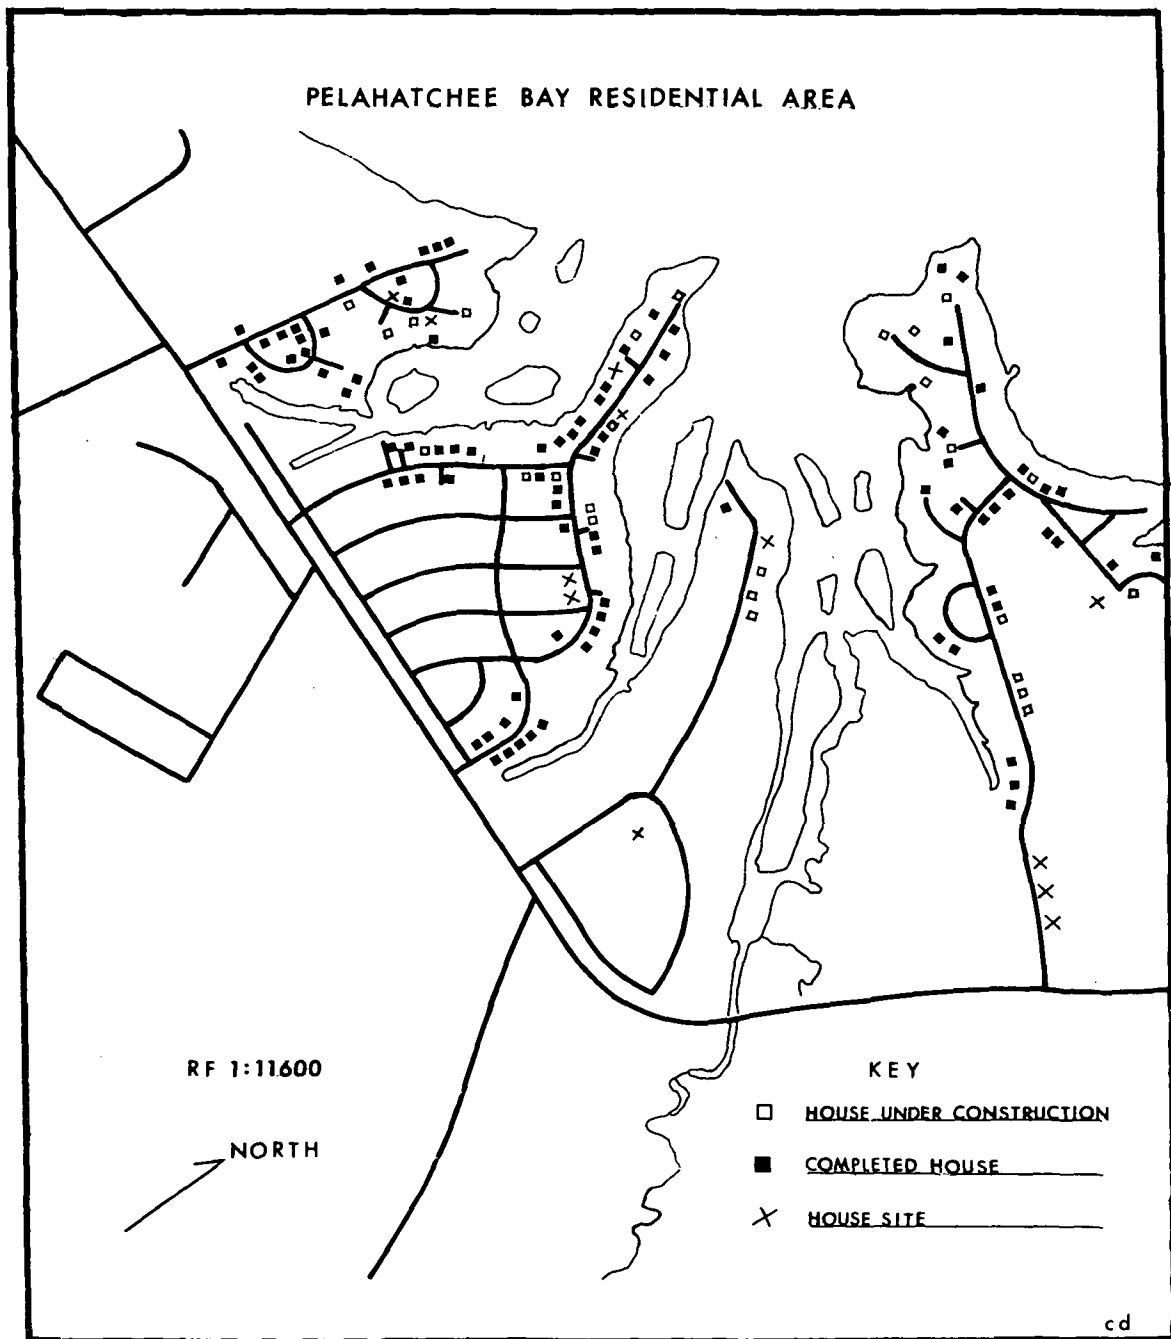 PELAHATCHEE BAY RESIDENTIAL AREA
RF 1:11600
NORTH
KEY
HOUSE UNDER CONSTRUCTION
COMPLETED HOUSE
HOUSE SITE
cd